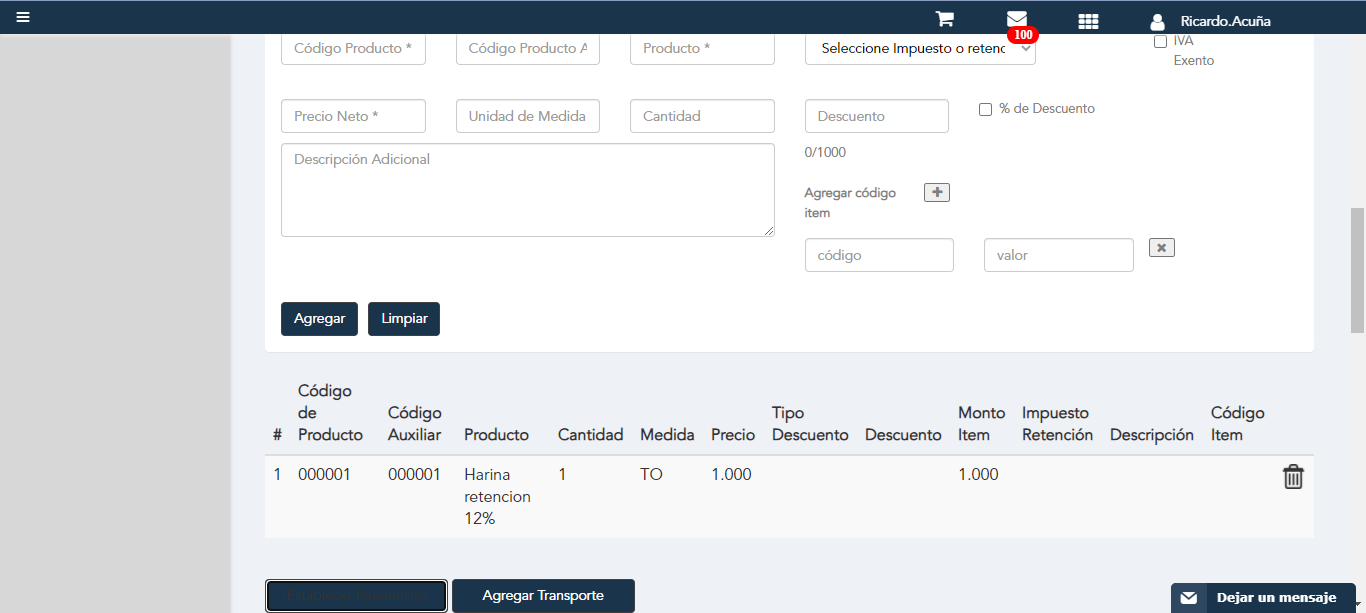 Ricardo.Acuña
100
Código Producto *
Código Producto A
Producto *
Seleccione Impuesto o retenc
IVA
Exento
Precio Neto *
Unidad de Medida
Cantidad
Descuento
% de Descuento
Descripción Adicional
0/1000
Agregar código
item
código
valor
Agregar
Limpiar
# Código de Producto Código Auxiliar Producto Cantidad Medida Precio Tipo Descuento Descuento Monto Item Impuesto Retención Descripción Código Item
1 000001 000001 Harina retencion 12% 1 TO 1.000 1.000
Agregar Transporte
Dejar un mensaje